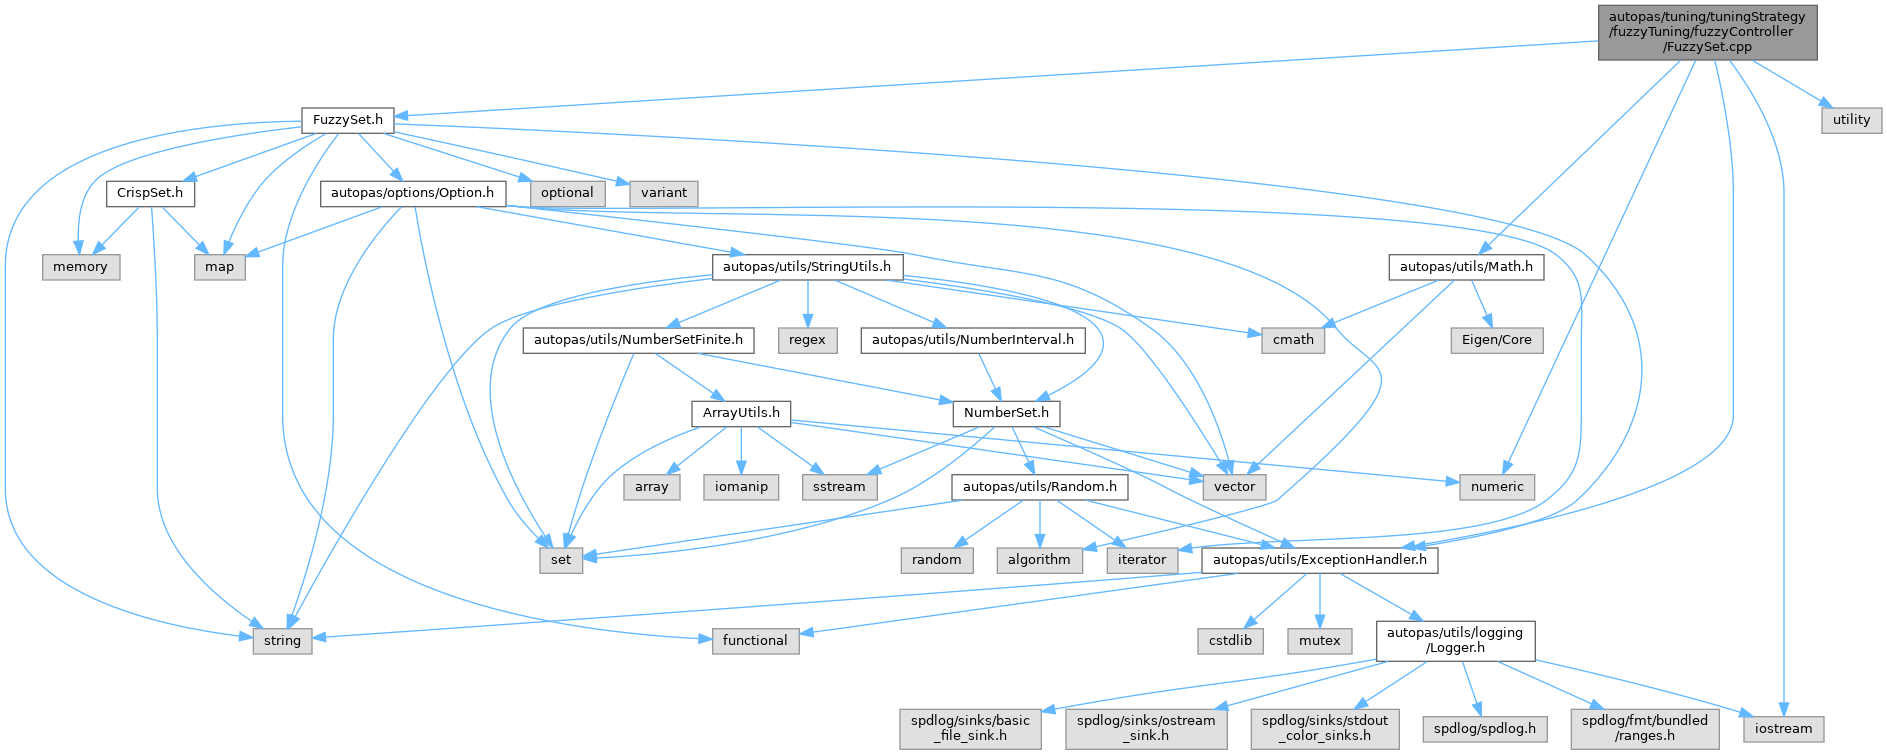 autopas/tuning/tuningStrategy
/fuzzyTuning/fuzzyController
/FuzzySet.cpp
FuzzySet.h
utility
CrispSet.h
autopas/options/Option.h
optional
variant
memory
map
autopas/utils/StringUtils.h
autopas/utils/Math.h
autopas/utils/NumberSetFinite.h
regex
autopas/utils/NumberInterval.h
cmath
Eigen/Core
ArrayUtils.h
NumberSet.h
array
iomanip
sstream
autopas/utils/Random.h
vector
numeric
set
random
algorithm
iterator
autopas/utils/ExceptionHandler.h
string
functional
cstdlib
mutex
autopas/utils/logging
/Logger.h
spdlog/sinks/basic
_file_sink.h
spdlog/sinks/ostream
_sink.h
spdlog/sinks/stdout
_color_sinks.h
spdlog/spdlog.h
spdlog/fmt/bundled
/ranges.h
iostream